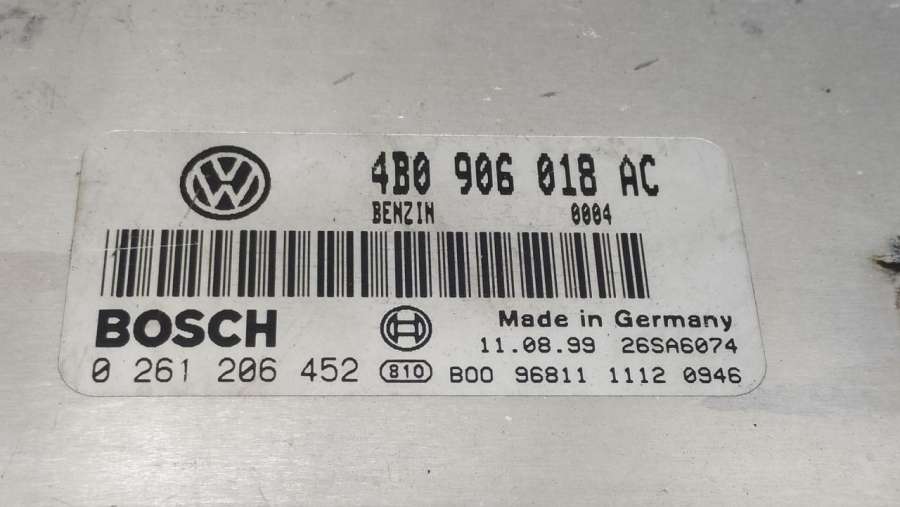 4B0 906 018 AC
BENZIN 0004
BOSCH
Made in Germany
11.08.99 26SA6074
0 261 206 452 810 B00 96811 1112 0946